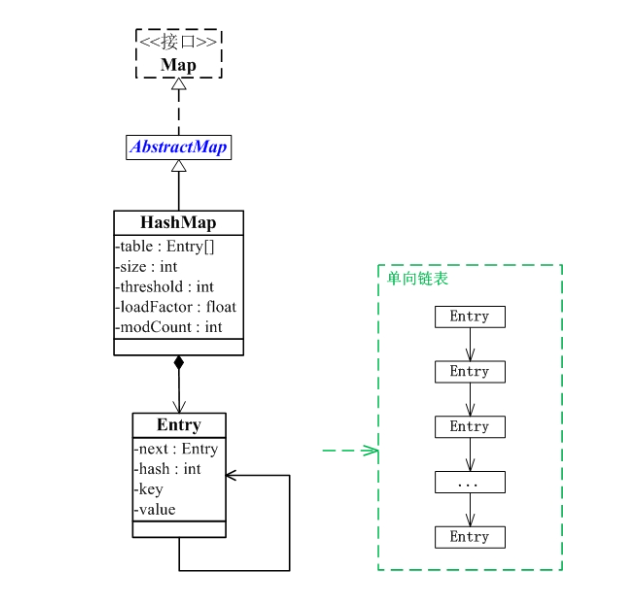 <<接口>>
Map
AbstractMap
HashMap
-table : Entry[]
-size : int
-threshold : int
-loadFactor : float
-modCount : int
Entry
-next : Entry
-hash : int
-key
-value
单向链表
Entry
Entry
Entry
...
Entry